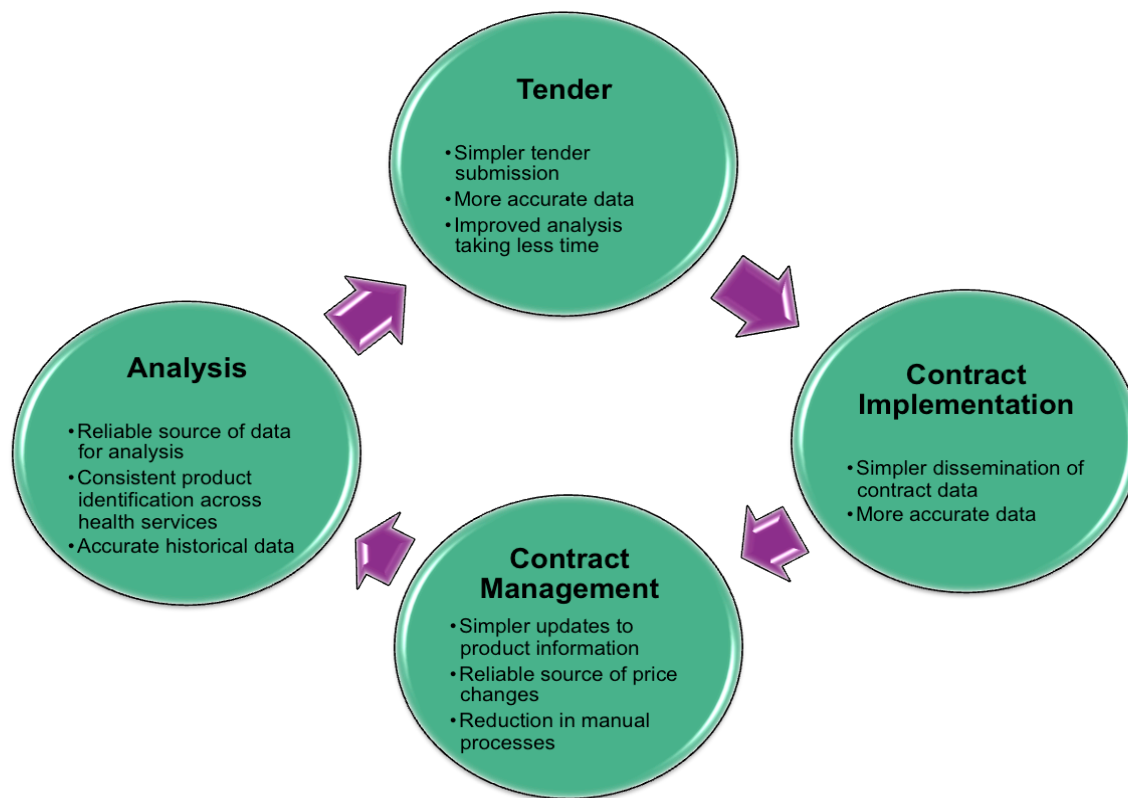 Tender
•Simpler tender
submission
•More accurate data
•Improved analysis
taking less time
Contract
Implementation
•Simpler dissemination of
contract data
•More accurate data
Contract
Management
•Simpler updates to
product information
•Reliable source of price
changes
•Reduction in manual
processes
Analysis
•Reliable source of data
for analysis
•Consistent product
identification across
health services
•Accurate historical data